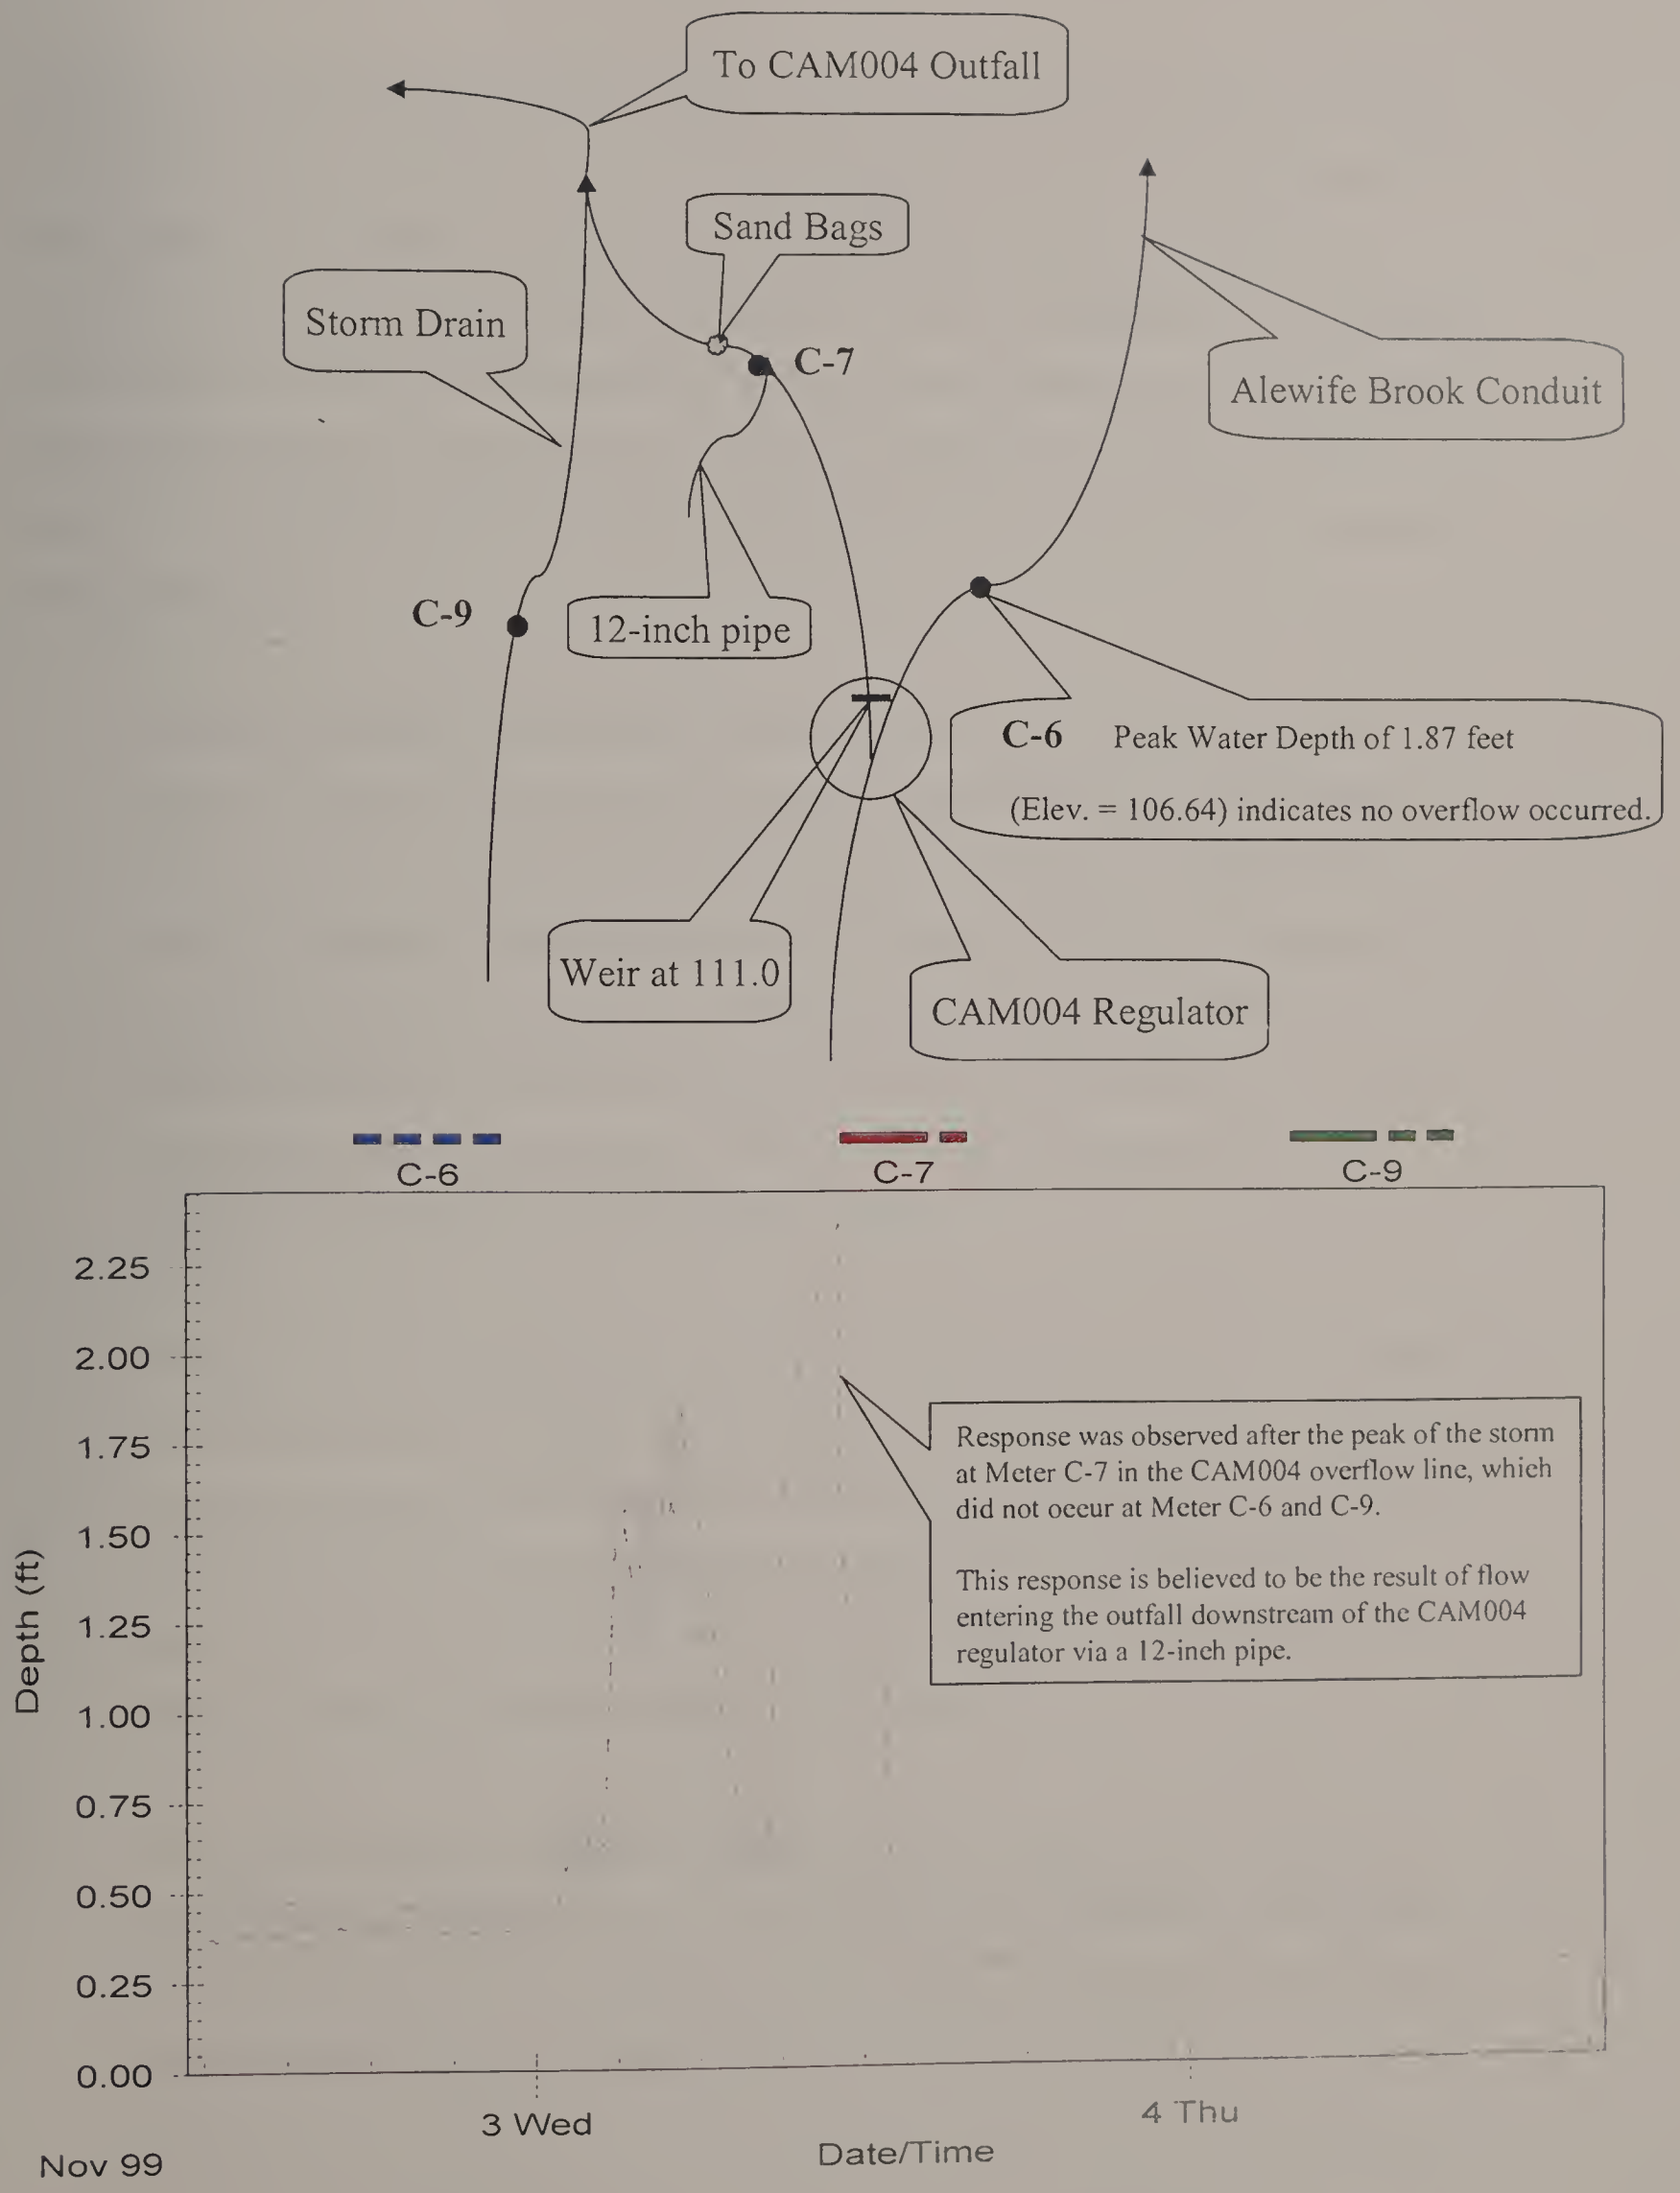 To CAM004 Outfall
Sand Bags
Storm Drain
C-7
Alewife Brook Conduit
C-9
12-inch pipe
C-6 Peak Water Depth of 1.87 feet
(Elev. = 106.64) indicates no overflow occurred.
Weir at 111.0
CAM004 Regulator
C-6
C-7
C-9
2.25
2.00
1.75
1.50
1.25
1.00
0.75
0.50
0.25
0.00
Depth (ft)
Response was observed after the peak of the storm
at Meter C-7 in the CAM004 overflow line, which
did not occur at Meter C-6 and C-9.
This response is believed to be the result of flow
entering the outfall downstream of the CAM004
regulator via a 12-inch pipe.
3 Wed
4 Thu
Nov 99
Date/Time